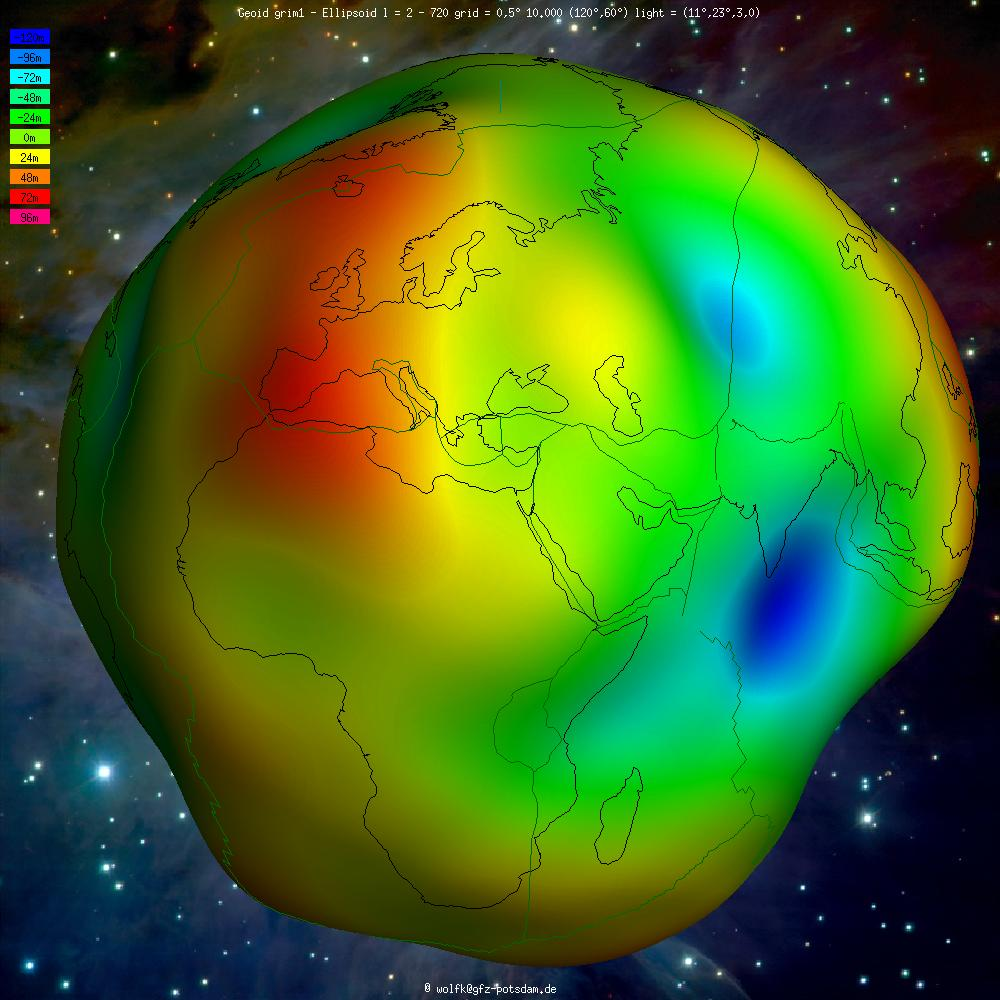 Geoid grim1 - Ellipsoid l = 2 - 720 grid = 0,5° 10.000 (120°,60°) light = (11°,23°,3,0)
-120m
-96m
-72m
-48m
-24m
0m
24m
48m
72m
96m
© wolfk@gfz-potsdam.de